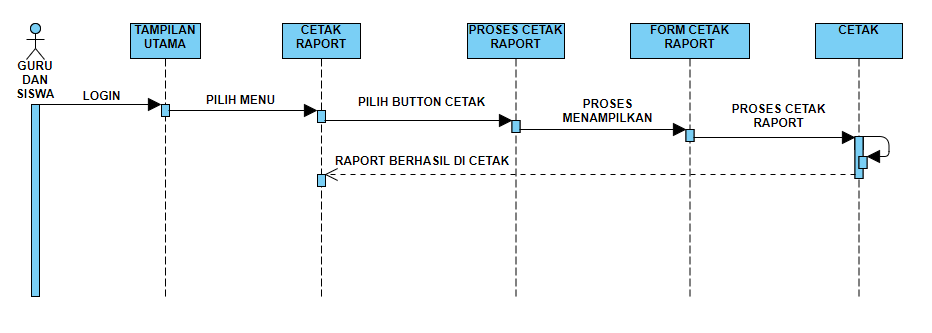 TAMPILAN
UTAMA
CETAK
RAPORT
PROSES CETAK
RAPORT
FORM CETAK
RAPORT
CETAK
GURU
DAN
SISWA
LOGIN
PILIH MENU
PILIH BUTTON CETAK
PROSES
MENAMPILKAN
PROSES CETAK
RAPORT
RAPORT BERHASIL DI CETAK